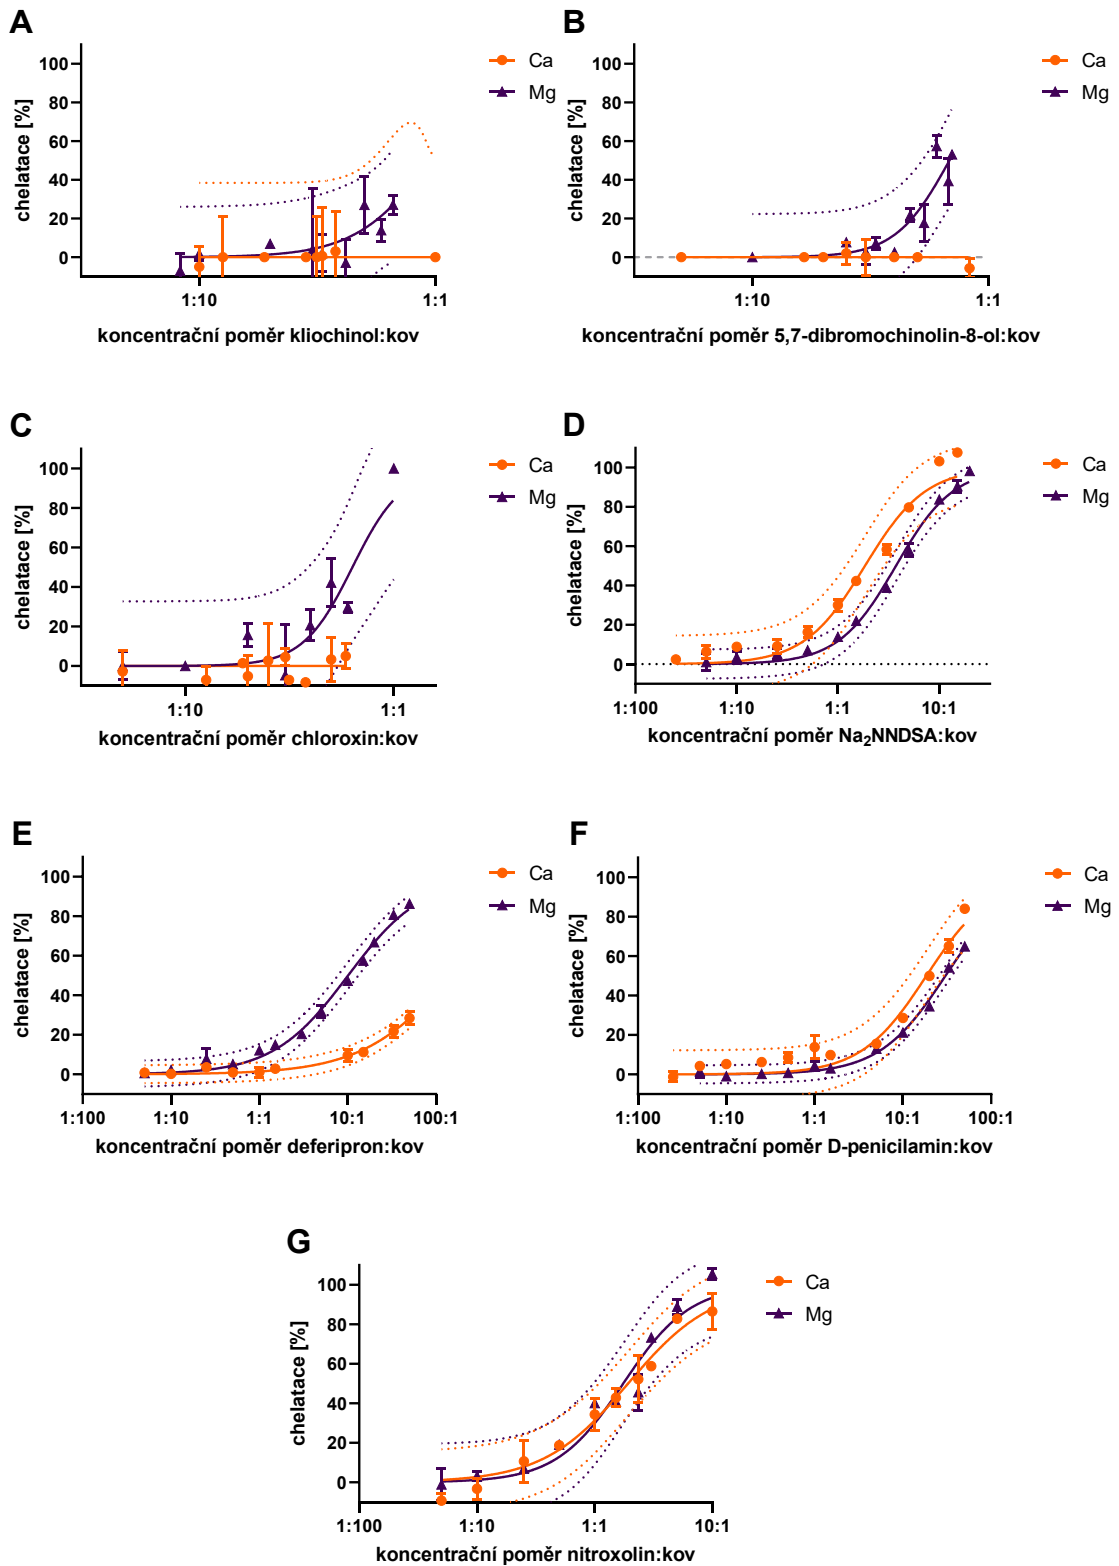 A
B
chelatace [%]
100
80
60
40
20
0
Ca
Mg
1:10
1:1
koncentrační poměr kliochinol:kov
chelatace [%]
100
80
60
40
20
0
Ca
Mg
1:10
1:1
koncentrační poměr 5,7-dibromochinolin-8-ol:kov
C
D
chelatace [%]
100
80
60
40
20
0
Ca
Mg
1:10
1:1
koncentrační poměr chloroxin:kov
chelatace [%]
100
80
60
40
20
0
Ca
Mg
1:100
1:10
1:1
10:1
koncentrační poměr Na₂NNDSA:kov
E
F
chelatace [%]
100
80
60
40
20
0
Ca
Mg
1:100
1:10
1:1
10:1
100:1
koncentrační poměr deferipron:kov
chelatace [%]
100
80
60
40
20
0
Ca
Mg
1:100
1:10
1:1
10:1
100:1
koncentrační poměr D-penicilamin:kov
G
chelatace [%]
100
80
60
40
20
0
Ca
Mg
1:100
1:10
1:1
10:1
koncentrační poměr nitroxolin:kov